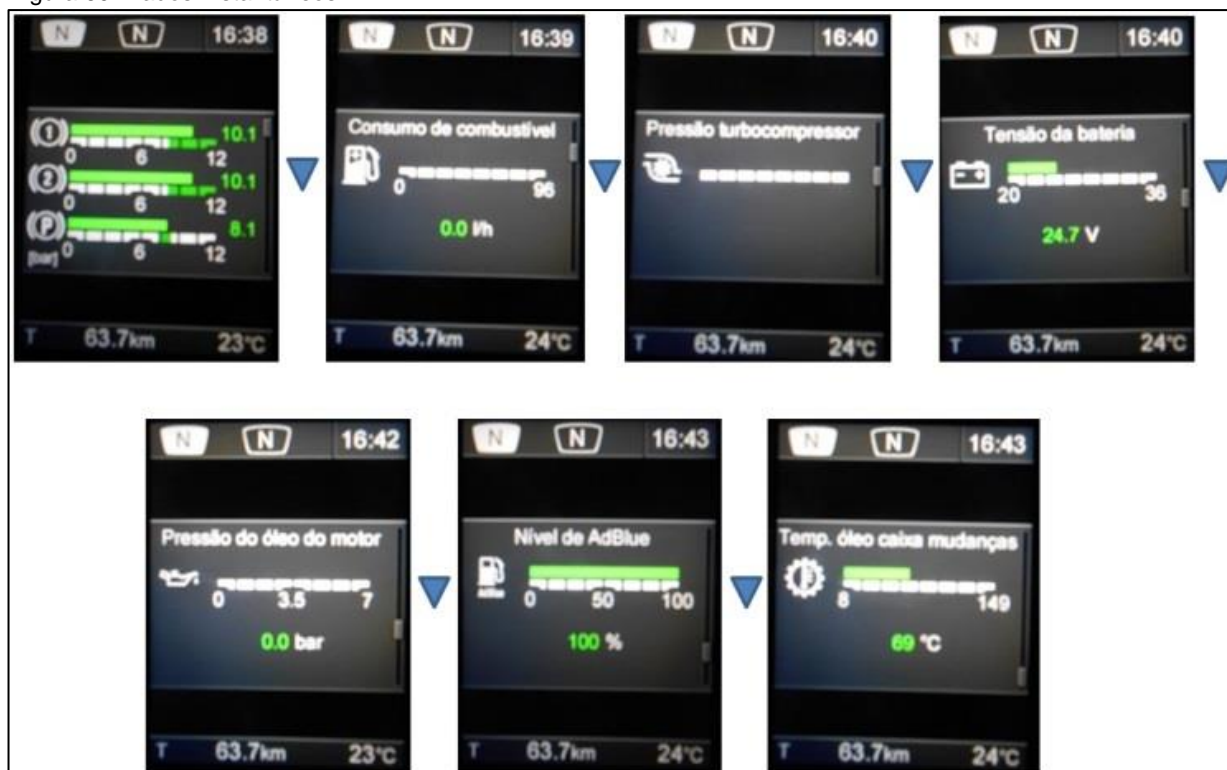 N N 16:38
1 10.1
0 6 12
2 10.1
0 6 12
P 8.1
[bar] 0 6 12
T 63.7km 23°C
N N 16:39
Consumo de combustível
0 96
0.0 l/h
T 63.7km 24°C
N N 16:40
Pressão turbocompressor
T 63.7km 24°C
N N 16:40
Tensão da bateria
20 36
24.7 V
T 63.7km 24°C
N N 16:42
Pressão do óleo do motor
0 3.5 7
0.0 bar
T 63.7km 23°C
N N 16:43
Nível de AdBlue
AdBlue
0 50 100
100 %
T 63.7km 24°C
N N 16:43
Temp. óleo caixa mudanças
8 149
69 °C
T 63.7km 24°C